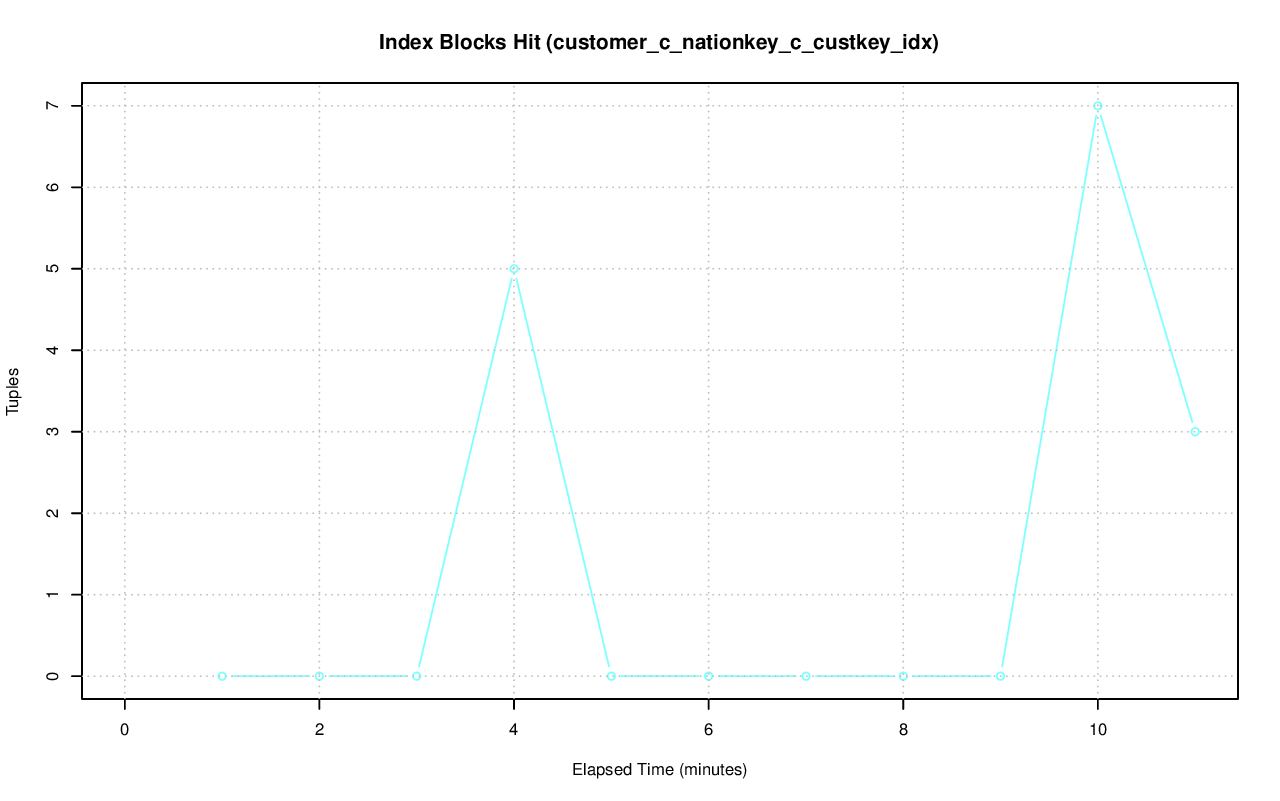 Index Blocks Hit (customer_c_nationkey_c_custkey_idx)
7
6
5
4
3
2
1
0
Tuples
0 2 4 6 8 10
Elapsed Time (minutes)